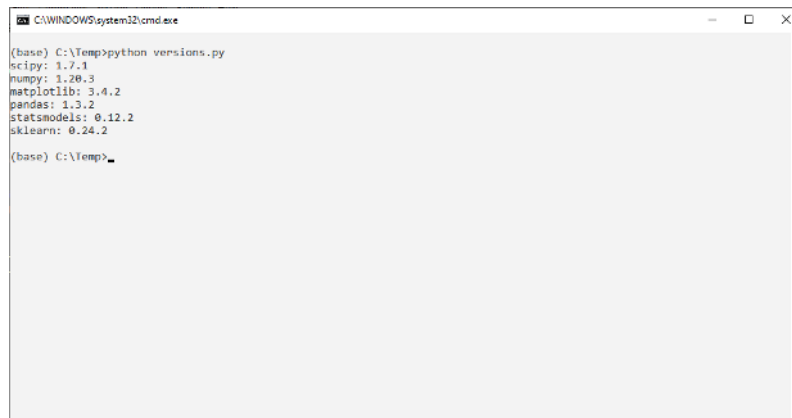 C:\WINDOWS\system32\cmd.exe
(base) C:\Temp>python versions.py
scipy: 1.7.1
numpy: 1.20.3
matplotlib: 3.4.2
pandas: 1.3.2
statsmodels: 0.12.2
sklearn: 0.24.2
(base) C:\Temp>